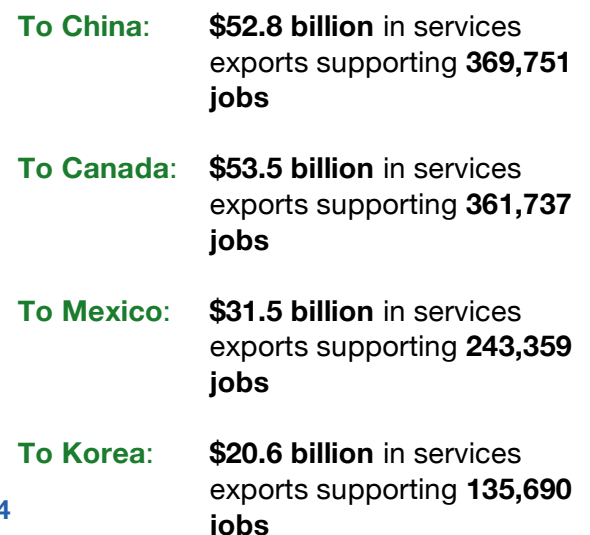 To China: $52.8 billion in services
exports supporting 369,751
jobs
To Canada: $53.5 billion in services
exports supporting 361,737
jobs
To Mexico: $31.5 billion in services
exports supporting 243,359
jobs
To Korea: $20.6 billion in services
exports supporting 135,690
4
jobs